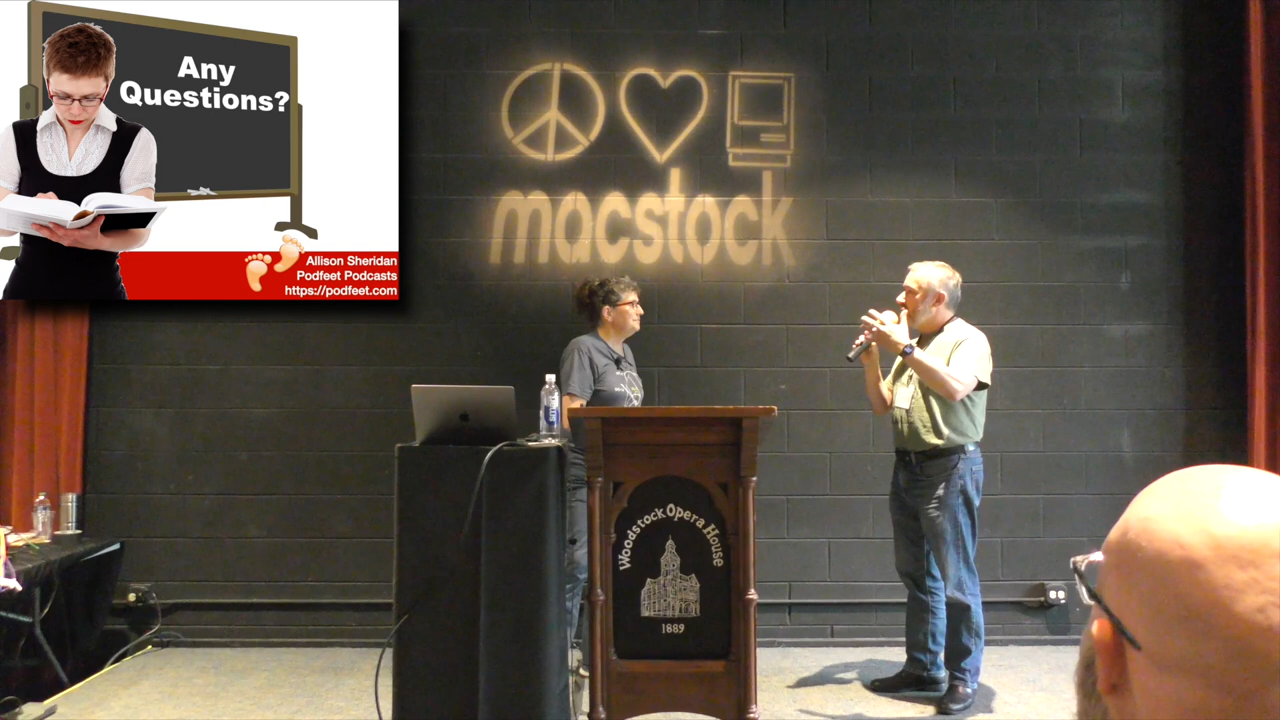 Any
Questions?
Allison Sheridan
Podfeet Podcasts
https://podfeet.com
macstock
Woodstock Opera House
1889